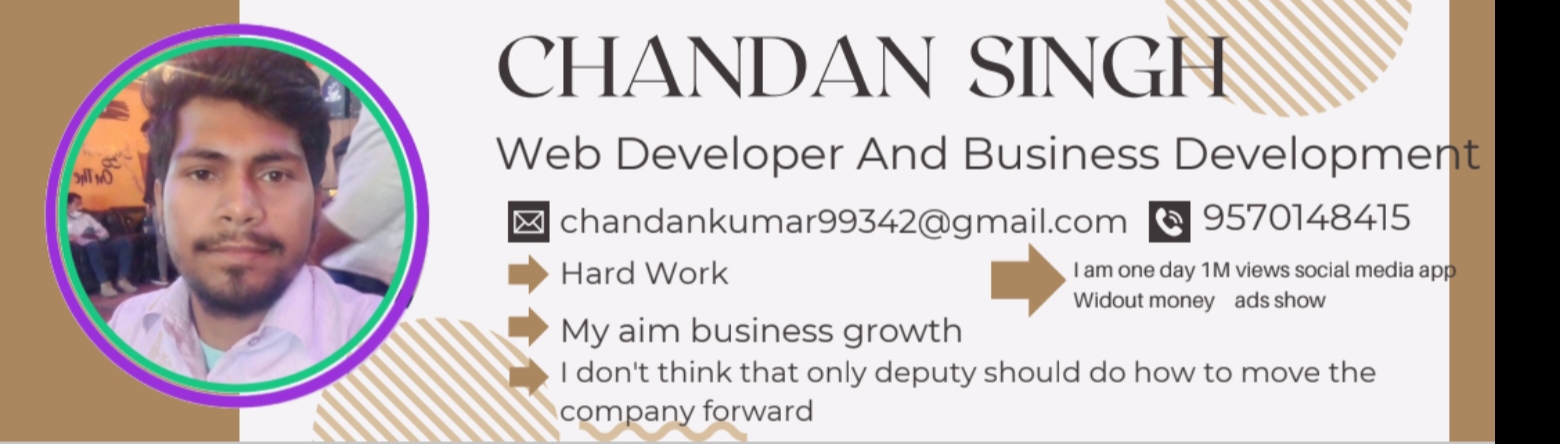 CHANDAN SINGH
Web Developer And Business Development
chandankumar99342@gmail.com 9570148415
Hard Work
I am one day 1M views social media app
Widout money ads show
My aim business growth
I don't think that only deputy should do how to move the
company forward